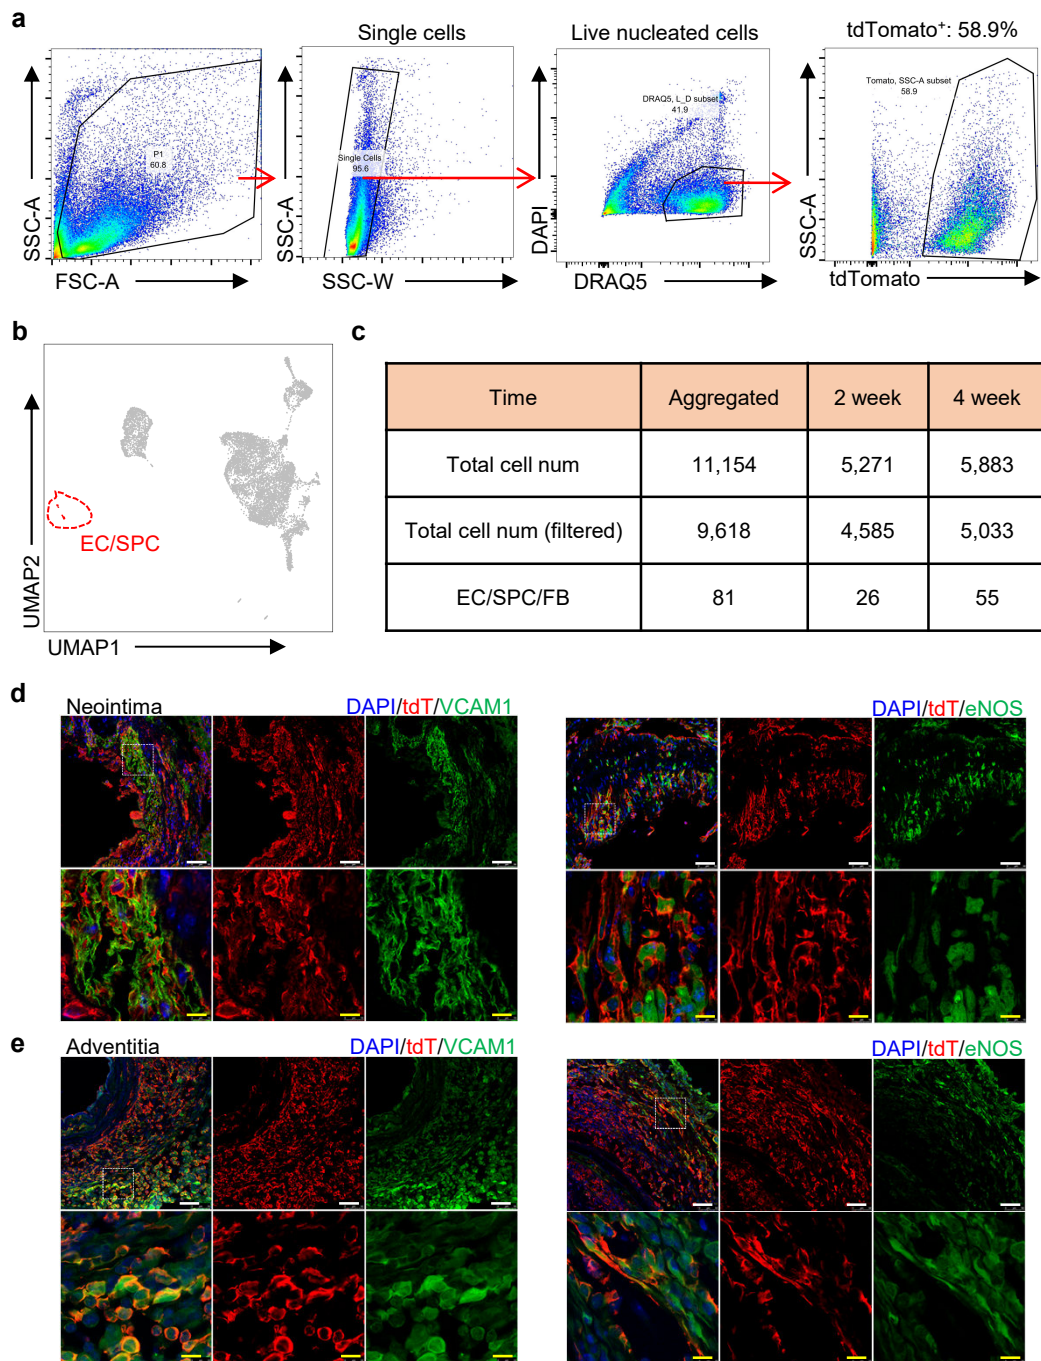 a
Single cells
Live nucleated cells
tdTomato⁺: 58.9%
SSC-A
P1
60.8
FSC-A
SSC-A
Single Cells
95.6
SSC-W
DAPI
DRAQ5, L_D subset
41.9
DRAQ5
SSC-A
Tomato, SSC-A subset
58.9
tdTomato
b
UMAP2
EC/SPC
UMAP1
c
Time Aggregated 2 week 4 week
Total cell num 11,154 5,271 5,883
Total cell num (filtered) 9,618 4,585 5,033
EC/SPC/FB 81 26 55
d
Neointima DAPI/tdT/VCAM1
DAPI/tdT/eNOS
e
Adventitia DAPI/tdT/VCAM1
DAPI/tdT/eNOS